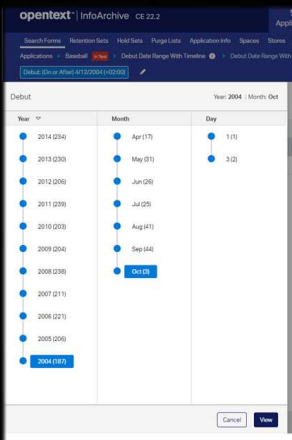 opentext™ | InfoArchive CE 22.2
Appli
Search Forms Retention Sets Hold Sets Purge Lists Applications Info Spaces Stores
Applications > Baseball > Debut Date Range With Timeline > Debut Date Range With
Debut: (On or After) 4/12/2004 (+02:00)
Debut Year: 2004 | Month: Oct
Year Month Day
2014 (234) Apr (17) 1 (1)
2013 (230) May (31) 3 (2)
2012 (206) Jun (26)
2011 (239) Jul (25)
2010 (203) Aug (41)
2009 (204) Sep (44)
2008 (238) Oct (3)
2007 (211)
2006 (221)
2005 (206)
2004 (187)
Cancel View